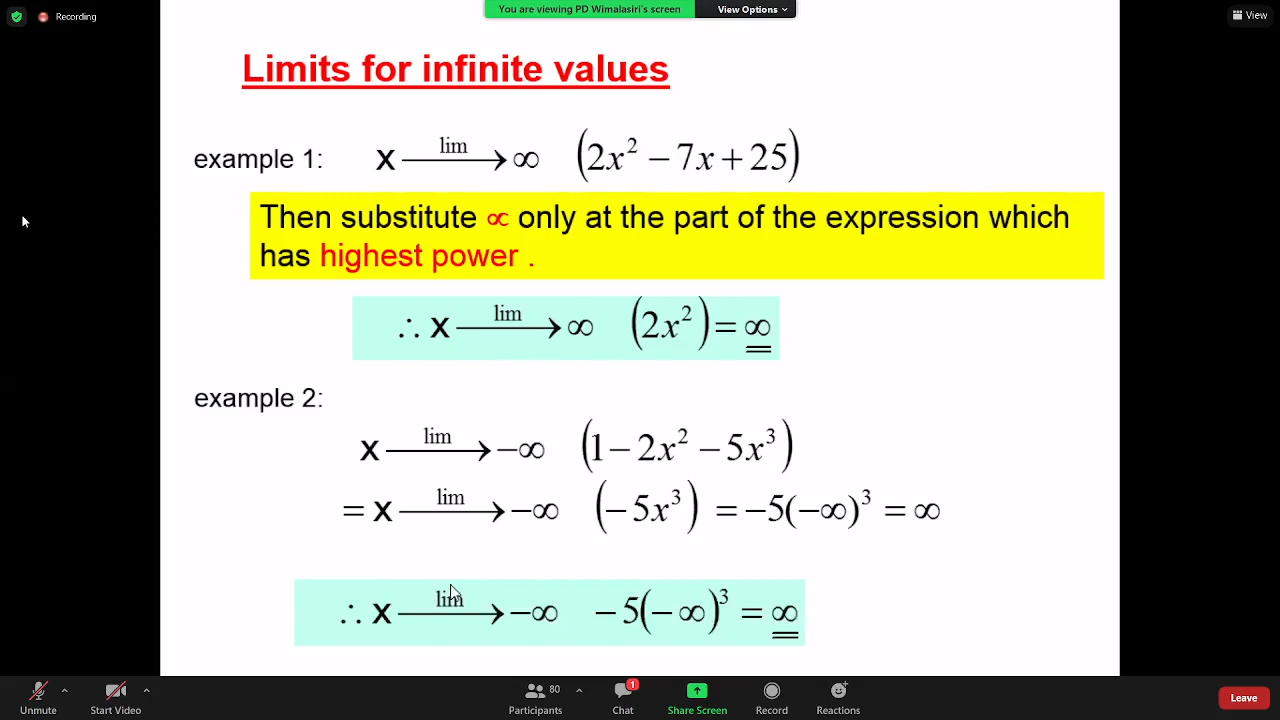 Recording
You are viewing PD Wimalasiri's screen
View Options
View
Limits for infinite values
example 1: x lim→ ∞ (2x² − 7x + 25)
Then substitute ∝ only at the part of the expression which
has highest power .
∴ x lim→ ∞ (2x²) = ∞
example 2:
x lim→ −∞ (1 − 2x² − 5x³)
= x lim→ −∞ (− 5x³) = −5(−∞)³ = ∞
∴ x lim→ −∞ − 5(− ∞)³ = ∞
Unmute
Start Video
80
Participants
1
Chat
Share Screen
Record
Reactions
Leave